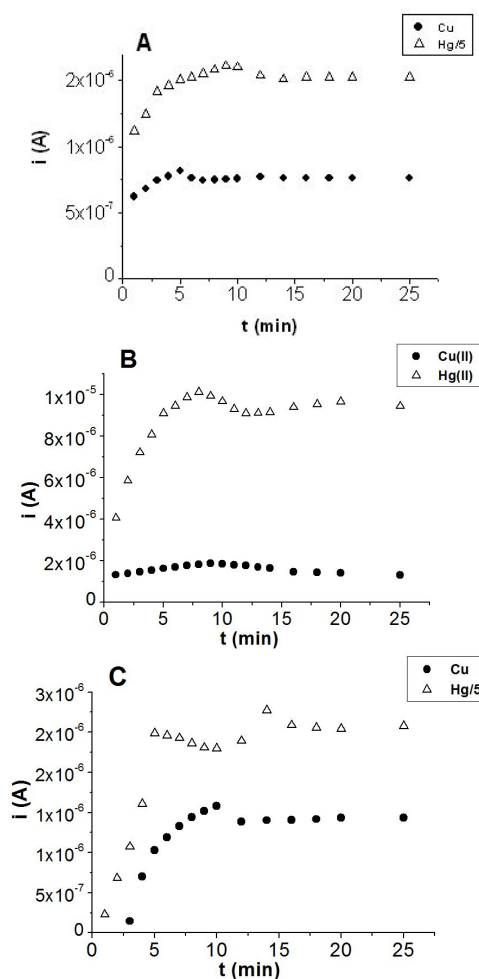 A
Cu
Hg/5
2x10⁻⁶
1x10⁻⁶
5x10⁻⁷
0
i (A)
0 5 10 15 20 25
t (min)
B
Cu(II)
Hg(II)
1x10⁻⁵
8x10⁻⁶
6x10⁻⁶
4x10⁻⁶
2x10⁻⁶
0
i (A)
0 5 10 15 20 25
t (min)
C
Cu
Hg/5
3x10⁻⁶
2x10⁻⁶
2x10⁻⁶
1x10⁻⁶
1x10⁻⁶
5x10⁻⁷
0
i (A)
0 5 10 15 20 25
t (min)